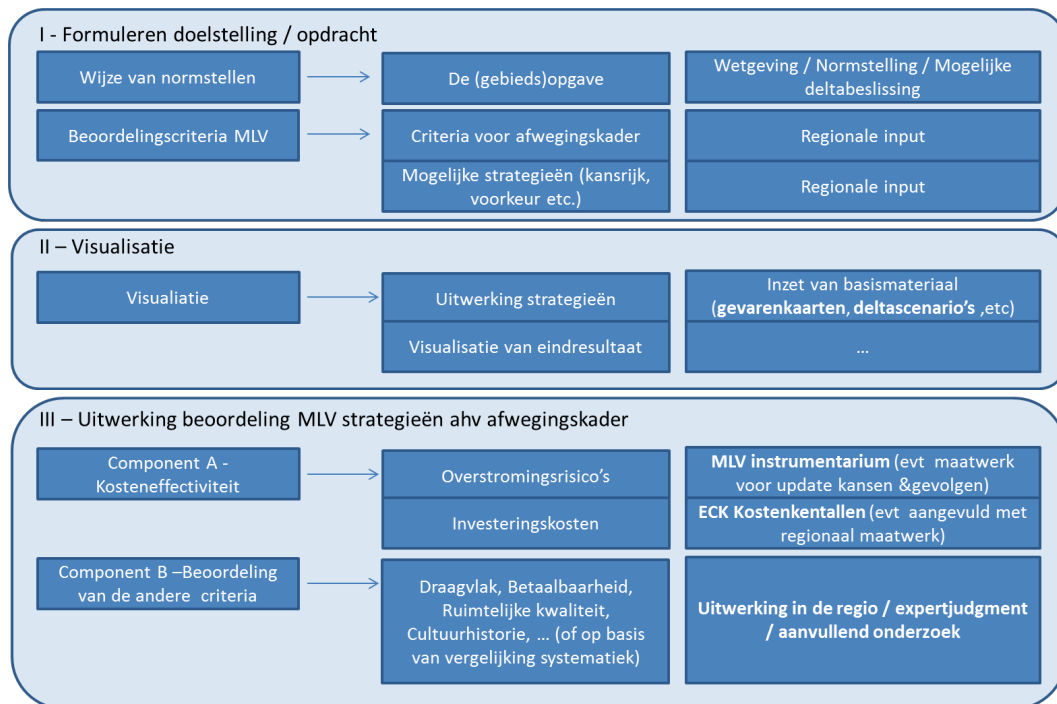 I - Formuleren doelstelling / opdracht
Wijze van normstellen
De (gebieds)opgave
Wetgeving / Normstelling / Mogelijke
deltabeslissing
Beoordelingscriteria MLV
Criteria voor afwegingskader
Regionale input
Mogelijke strategieën (kansrijk,
voorkeur etc.)
Regionale input
II – Visualisatie
Visualiatie
Uitwerking strategieën
Inzet van basismateriaal
(gevarenkaarten, deltascenario's ,etc)
Visualisatie van eindresultaat
...
III – Uitwerking beoordeling MLV strategieën ahv afwegingskader
Component A -
Kosteneffectiviteit
Overstromingsrisico's
MLV instrumentarium (evt maatwerk
voor update kansen &gevolgen)
Investeringskosten
ECK Kostenkentallen (evt aangevuld met
regionaal maatwerk)
Component B –Beoordeling
van de andere criteria
Draagvlak, Betaalbaarheid,
Ruimtelijke kwaliteit,
Cultuurhistorie, ... (of op basis
van vergelijking systematiek)
Uitwerking in de regio / expertjudgment
/ aanvullend onderzoek